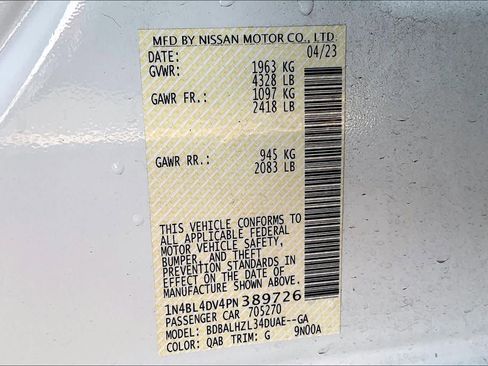 MFD BY NISSAN MOTOR CO., LTD.
DATE: 04/23
GVWR: 1963 KG
4328 LB
GAWR FR.: 1097 KG
2418 LB
GAWR RR.: 945 KG
2083 LB
THIS VEHICLE CONFORMS TO
ALL APPLICABLE FEDERAL
MOTOR VEHICLE SAFETY,
BUMPER, AND THEFT
PREVENTION STANDARDS IN
EFFECT ON THE DATE OF
MANUFACTURE SHOWN ABOVE.
1N4BL4DV4PN389726
PASSENGER CAR 705270
MODEL: BDBALHZL34DUAE--GA
COLOR: QAB TRIM: G 9N00A